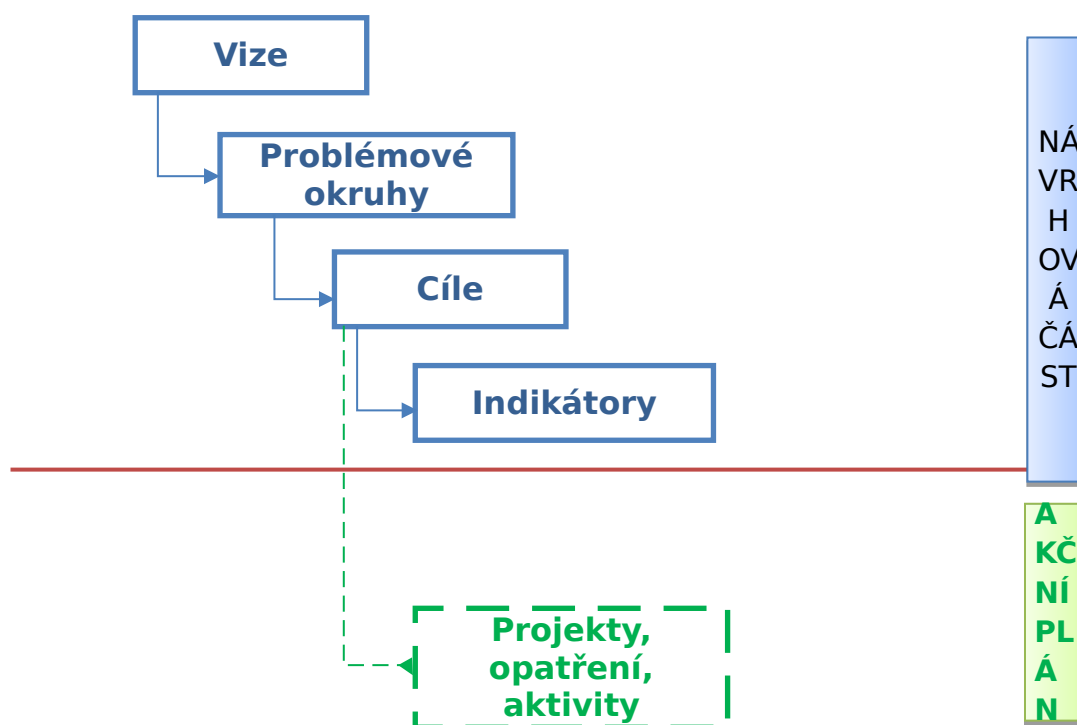 Vize
Problémové
okruhy
Cíle
Indikátory
NÁ
VR
H
OV
Á
ČÁ
ST
Projekty,
opatření,
aktivity
A
KČ
NÍ
PL
Á
N